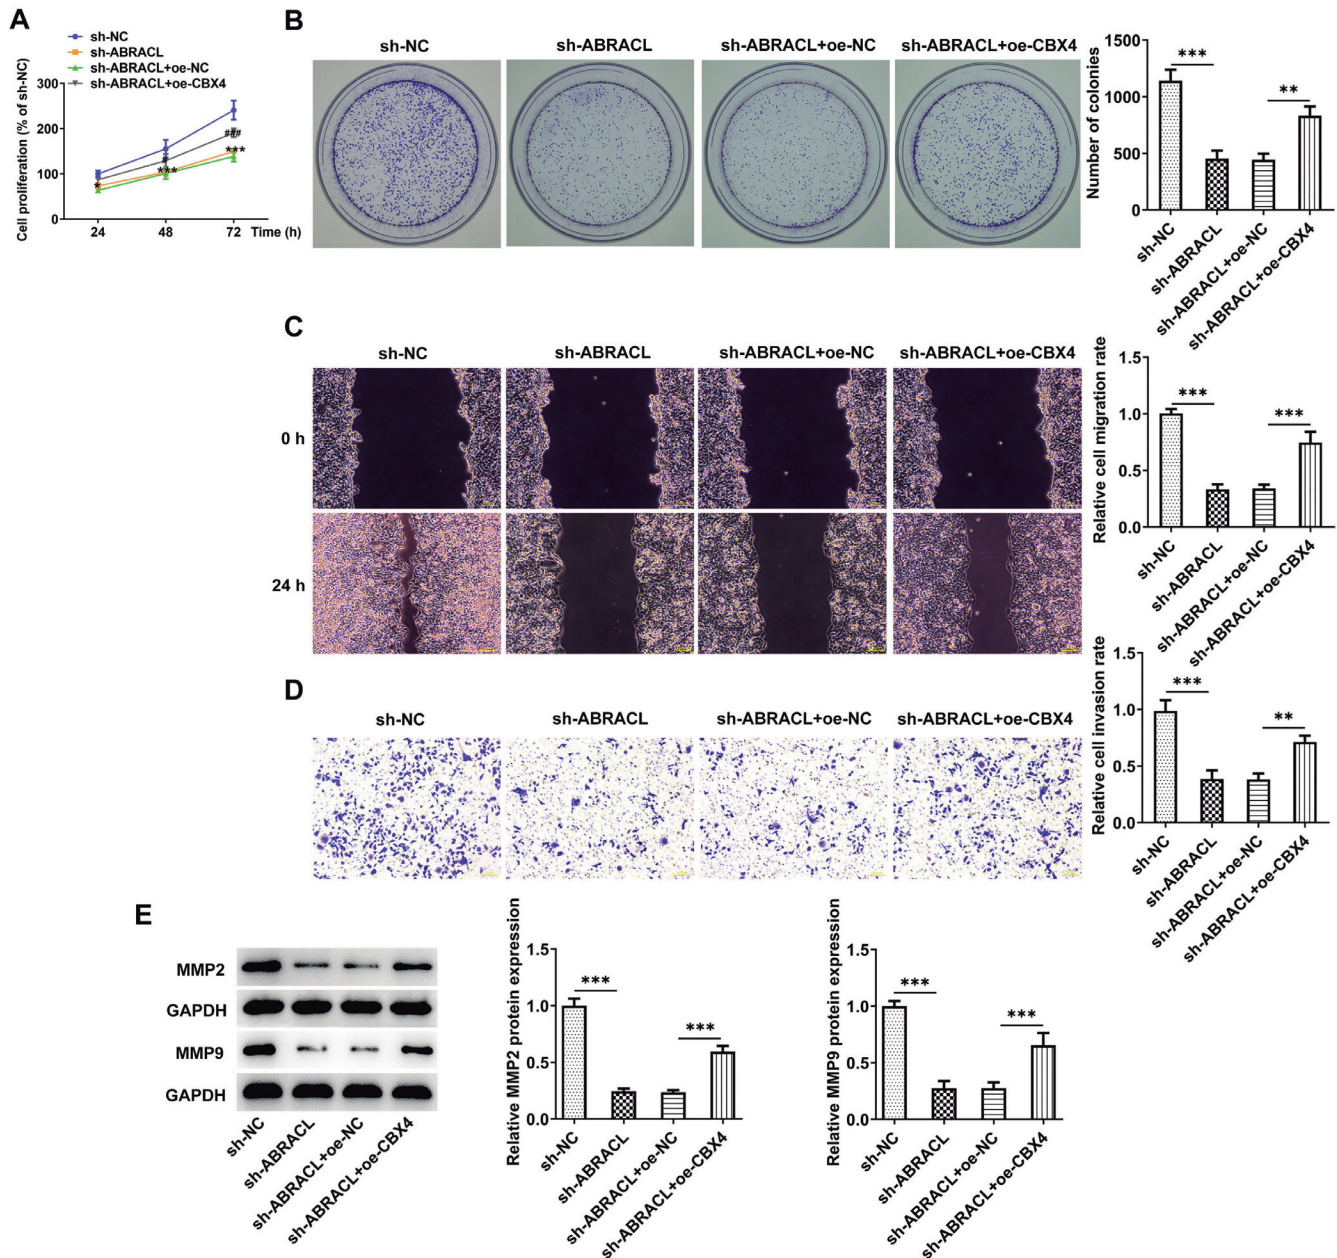 A
sh-NC
sh-ABRACL
sh-ABRACL+oe-NC
sh-ABRACL+oe-CBX4
Cell proliferation (% of sh-NC)
300
200
100
0
24 48 72 Time (h)
*
#
***
###
***
B
sh-NC sh-ABRACL sh-ABRACL+oe-NC sh-ABRACL+oe-CBX4
Number of colonies
1500
1000
500
0
*** **
sh-NC
sh-ABRACL
sh-ABRACL+oe-NC
sh-ABRACL+oe-CBX4
C
sh-NC sh-ABRACL sh-ABRACL+oe-NC sh-ABRACL+oe-CBX4
0 h
24 h
Relative cell migration rate
1.5
1.0
0.5
0.0
*** ***
sh-NC
sh-ABRACL
sh-ABRACL+oe-NC
sh-ABRACL+oe-CBX4
D
sh-NC sh-ABRACL sh-ABRACL+oe-NC sh-ABRACL+oe-CBX4
Relative cell invasion rate
1.5
1.0
0.5
0.0
*** **
sh-NC
sh-ABRACL
sh-ABRACL+oe-NC
sh-ABRACL+oe-CBX4
E
MMP2
GAPDH
MMP9
GAPDH
sh-NC
sh-ABRACL
sh-ABRACL+oe-NC
sh-ABRACL+oe-CBX4
Relative MMP2 protein expression
1.5
1.0
0.5
0.0
*** ***
sh-NC
sh-ABRACL
sh-ABRACL+oe-NC
sh-ABRACL+oe-CBX4
Relative MMP9 protein expression
1.5
1.0
0.5
0.0
*** ***
sh-NC
sh-ABRACL
sh-ABRACL+oe-NC
sh-ABRACL+oe-CBX4